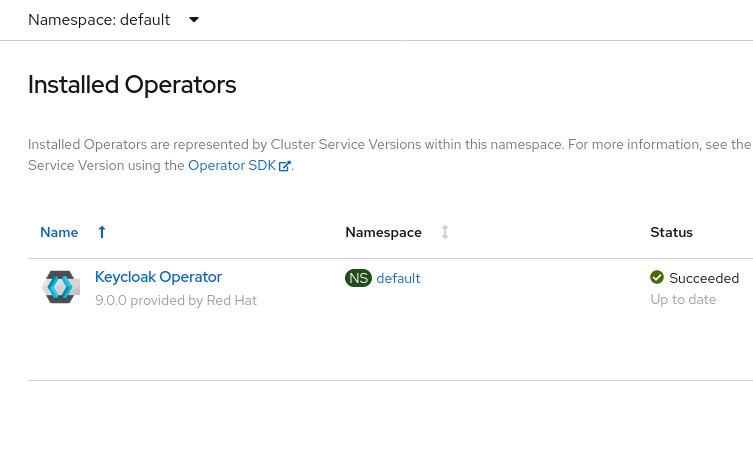 Namespace: default
Installed Operators
Installed Operators are represented by Cluster Service Versions within this namespace. For more information, see the
Service Version using the Operator SDK.
Name Namespace Status
Keycloak Operator NS default Succeeded
9.0.0 provided by Red Hat Up to date